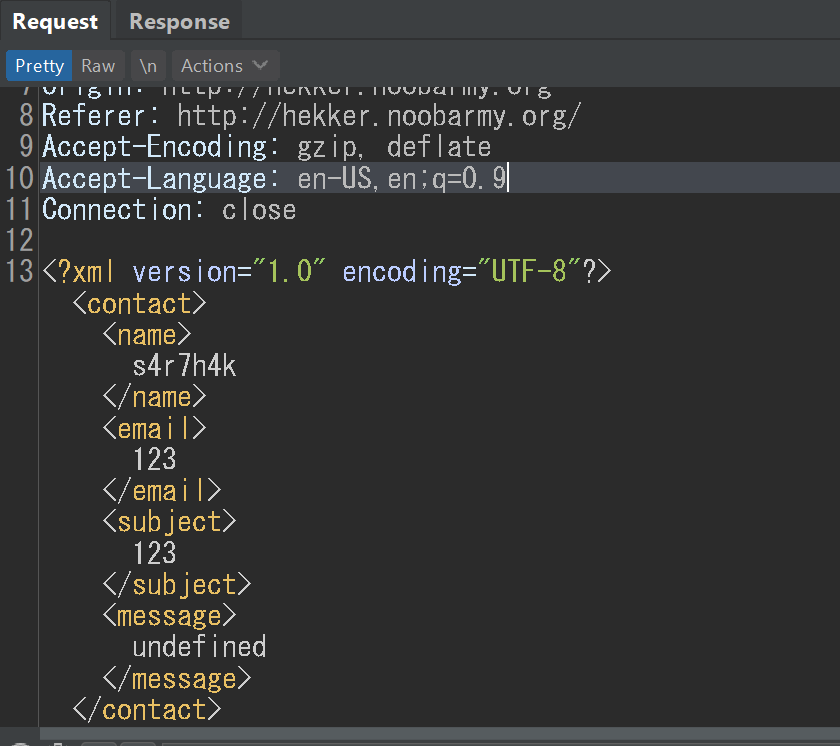 Request Response
Pretty Raw \n Actions
7 Origin: http://hekker.noobarmy.org
8 Referer: http://hekker.noobarmy.org/
9 Accept-Encoding: gzip, deflate
10 Accept-Language: en-US,en;q=0.9
11 Connection: close
12
13 <?xml version="1.0" encoding="UTF-8"?>
<contact>
<name>
s4r7h4k
</name>
<email>
123
</email>
<subject>
123
</subject>
<message>
undefined
</message>
</contact>